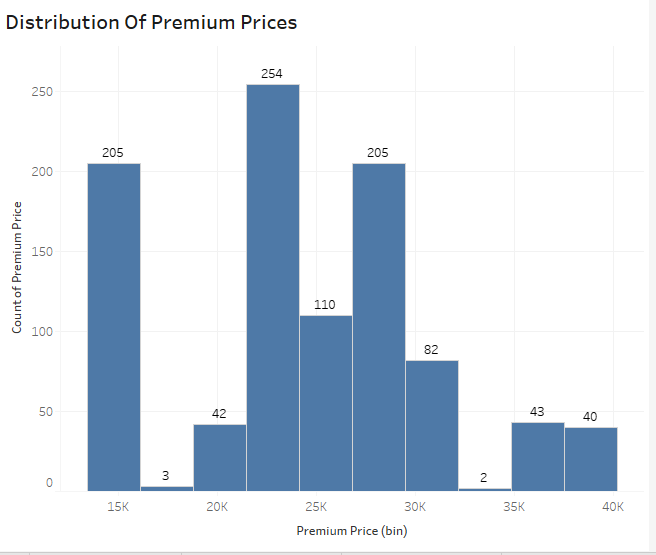 Distribution Of Premium Prices
Count of Premium Price
250
200
150
100
50
0
205
3
42
254
110
205
82
2
43
40
15K
20K
25K
30K
35K
40K
Premium Price (bin)